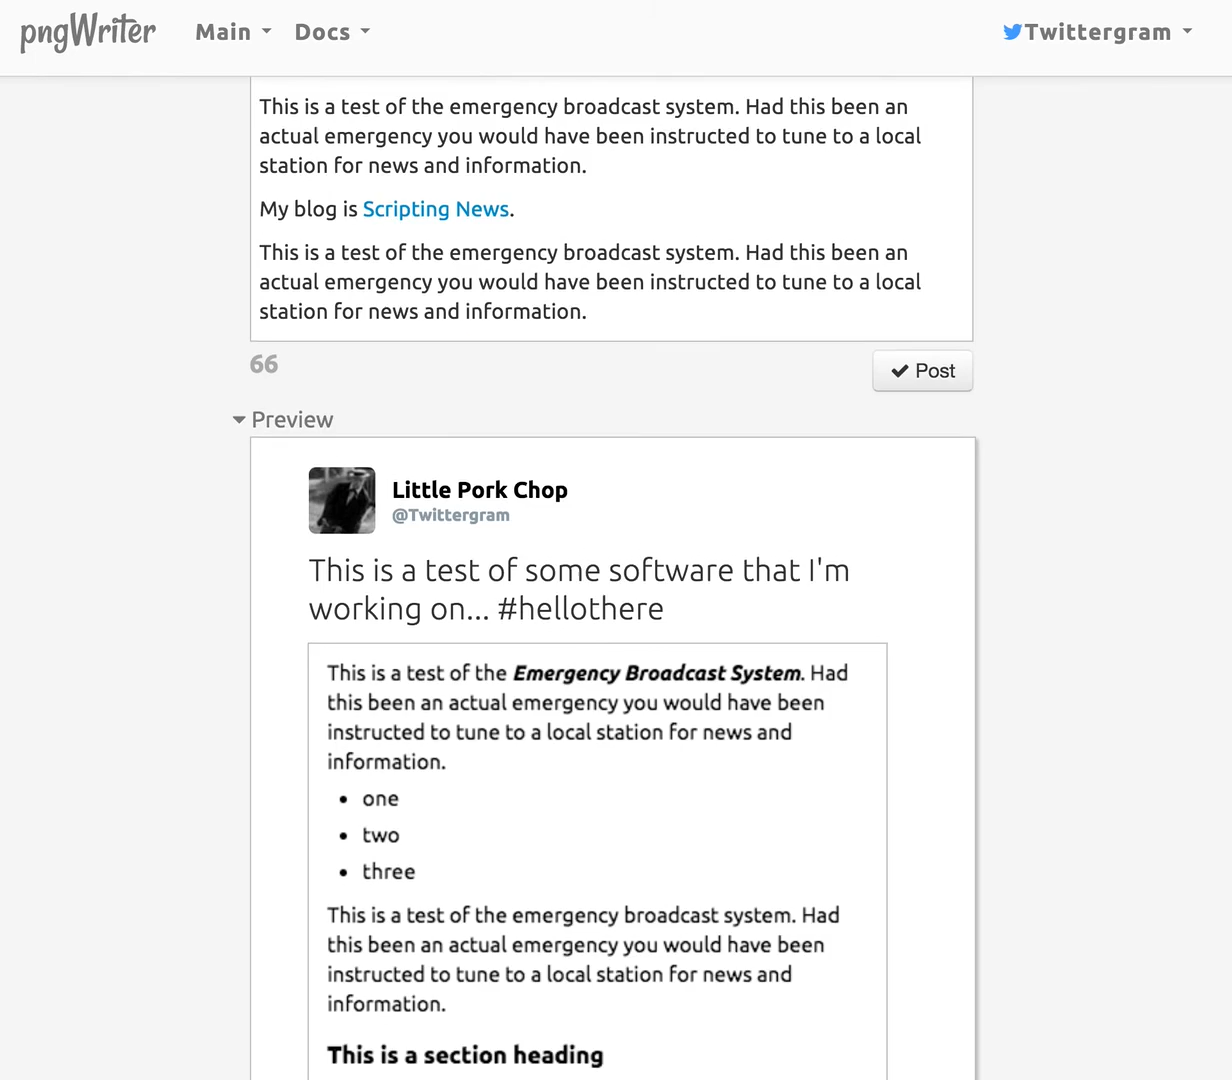 pngWriter Main Docs Twittergram
This is a test of the emergency broadcast system. Had this been an
actual emergency you would have been instructed to tune to a local
station for news and information.
My blog is Scripting News.
This is a test of the emergency broadcast system. Had this been an
actual emergency you would have been instructed to tune to a local
station for news and information.
66
Post
Preview
Little Pork Chop
@Twittergram
This is a test of some software that I'm
working on... #hellothere
This is a test of the Emergency Broadcast System. Had
this been an actual emergency you would have been
instructed to tune to a local station for news and
information.
• one
• two
• three
This is a test of the emergency broadcast system. Had
this been an actual emergency you would have been
instructed to tune to a local station for news and
information.
This is a section heading